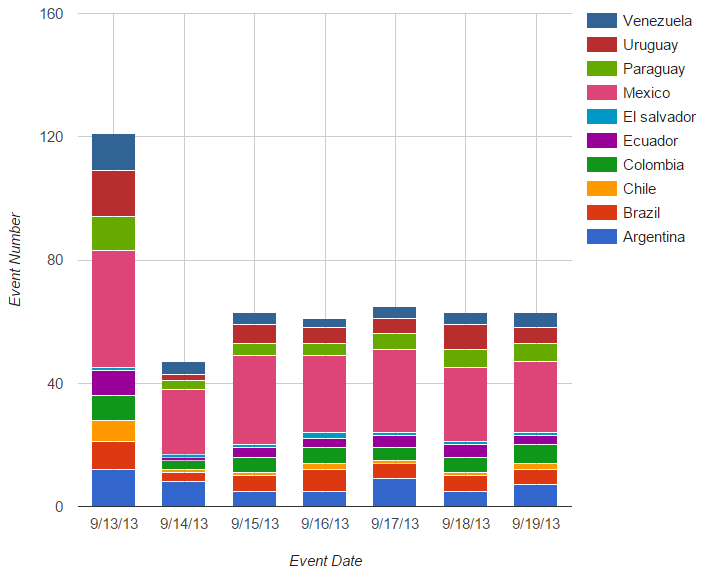 160
120
80
40
0
Event Number
9/13/13 9/14/13 9/15/13 9/16/13 9/17/13 9/18/13 9/19/13
Event Date
Venezuela
Uruguay
Paraguay
Mexico
El salvador
Ecuador
Colombia
Chile
Brazil
Argentina